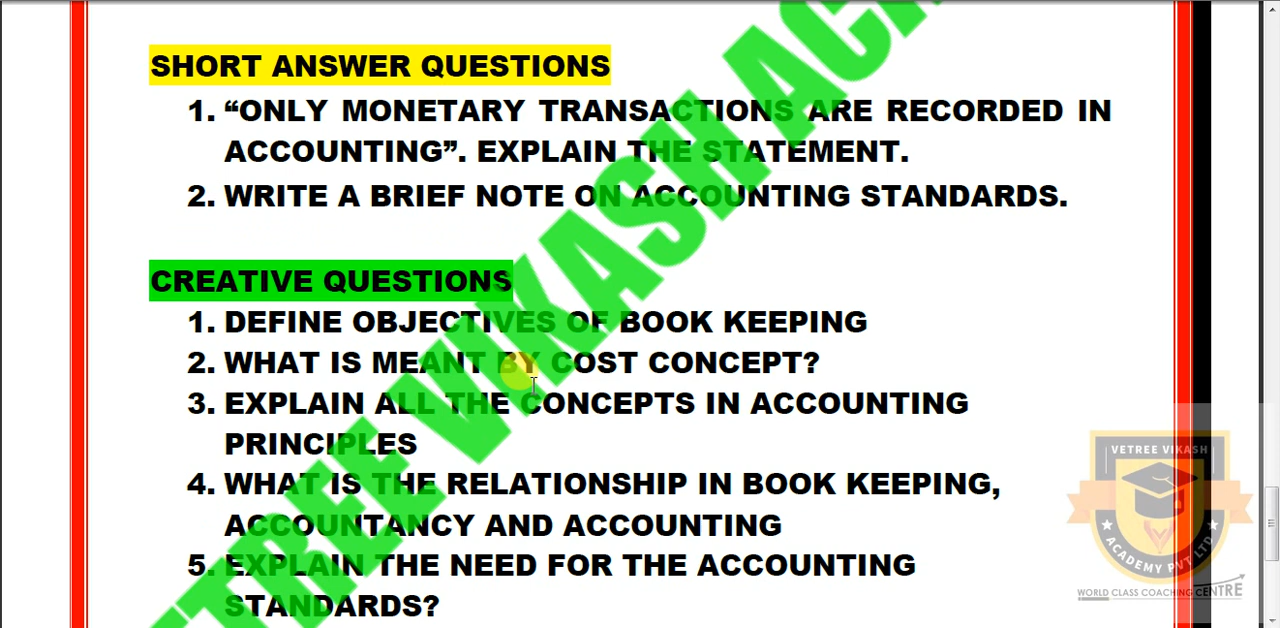 SHORT ANSWER QUESTIONS
1. “ONLY MONETARY TRANSACTIONS ARE RECORDED IN
ACCOUNTING”. EXPLAIN THE STATEMENT.
2. WRITE A BRIEF NOTE ON ACCOUNTING STANDARDS.
CREATIVE QUESTIONS
1. DEFINE OBJECTIVES OF BOOK KEEPING
2. WHAT IS MEANT BY COST CONCEPT?
3. EXPLAIN ALL THE CONCEPTS IN ACCOUNTING
PRINCIPLES
4. WHAT IS THE RELATIONSHIP IN BOOK KEEPING,
ACCOUNTANCY AND ACCOUNTING
5. EXPLAIN THE NEED FOR THE ACCOUNTING
STANDARDS?
VIKASH
VETREE VIKASH
ACADEMY PVT LTD
WORLD CLASS COACHING CENTRE